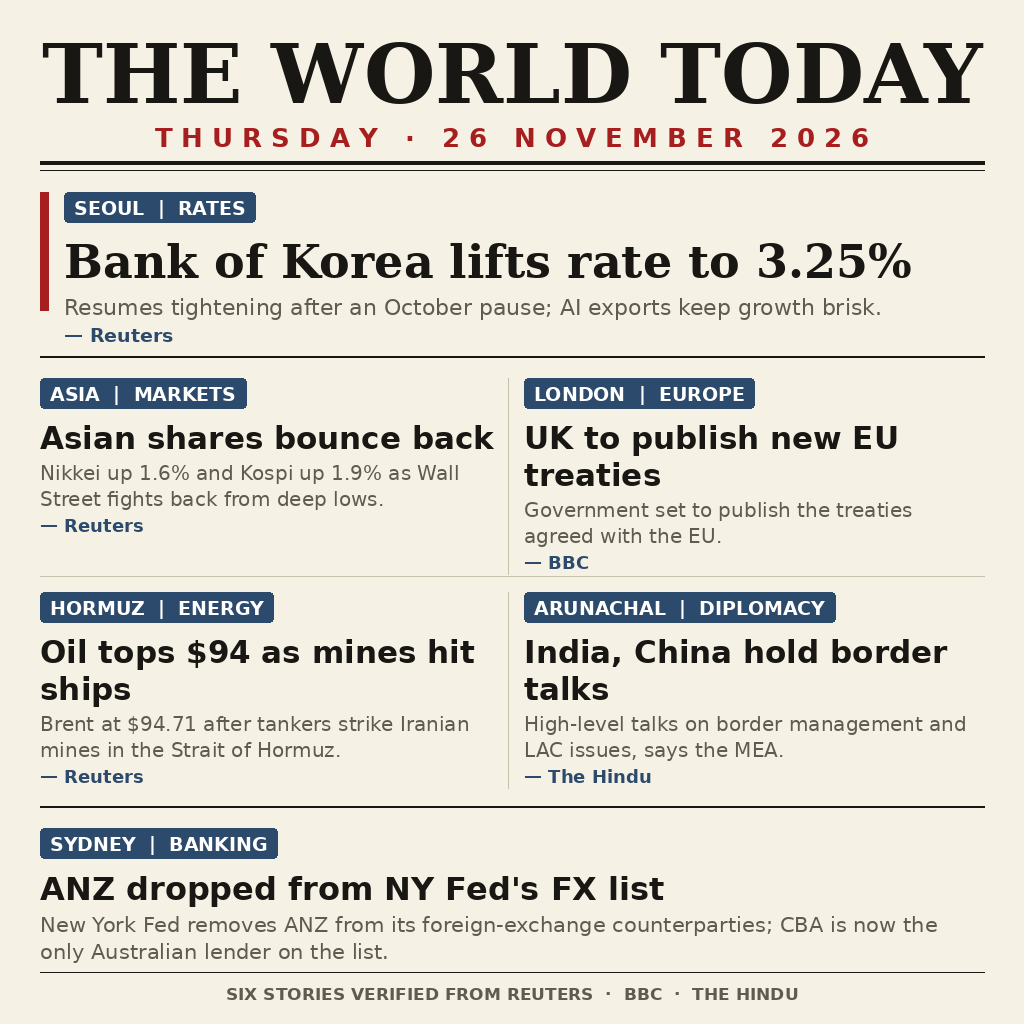 THE WORLD TODAY
THURSDAY · 26 NOVEMBER 2026
SEOUL | RATES
Bank of Korea lifts rate to 3.25%
Resumes tightening after an October pause; AI exports keep growth brisk.
— Reuters
ASIA | MARKETS
Asian shares bounce back
Nikkei up 1.6% and Kospi up 1.9% as Wall
Street fights back from deep lows.
— Reuters
LONDON | EUROPE
UK to publish new EU
treaties
Government set to publish the treaties
agreed with the EU.
— BBC
HORMUZ | ENERGY
Oil tops $94 as mines hit
ships
Brent at $94.71 after tankers strike Iranian
mines in the Strait of Hormuz.
— Reuters
ARUNACHAL | DIPLOMACY
India, China hold border
talks
High-level talks on border management and
LAC issues, says the MEA.
— The Hindu
SYDNEY | BANKING
ANZ dropped from NY Fed's FX list
New York Fed removes ANZ from its foreign-exchange counterparties; CBA is now the
only Australian lender on the list.
SIX STORIES VERIFIED FROM REUTERS · BBC · THE HINDU